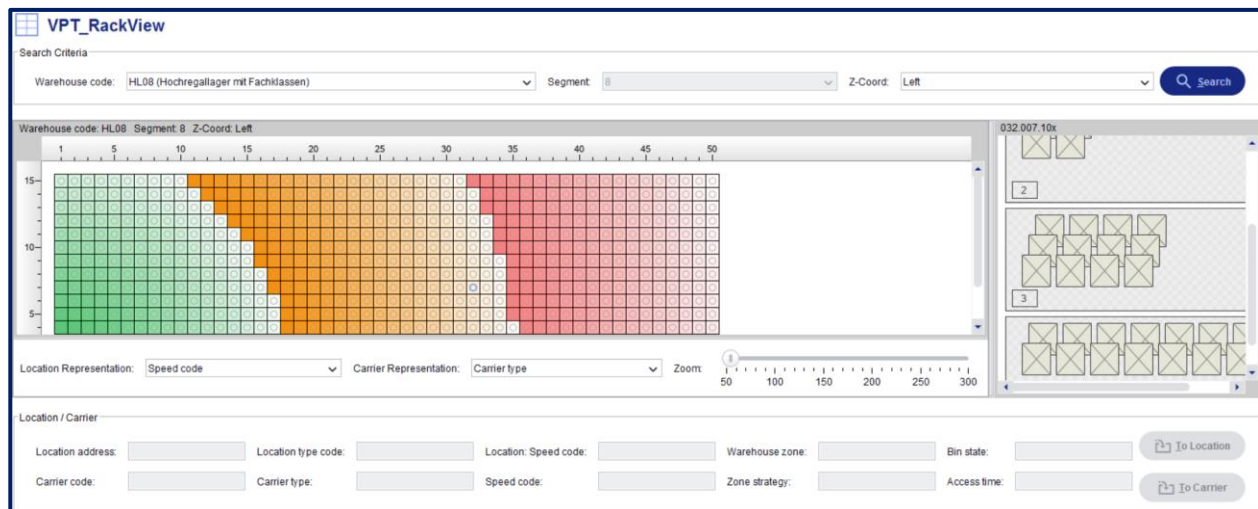 VPT_RackView
Search Criteria
Warehouse code: HL08 (Hochregallager mit Fachklassen) Segment: 8 Z-Coord: Left Search
Warehouse code: HL08 Segment: 8 Z-Coord: Left
032.007.10x
1 5 10 15 20 25 30 35 40 45 50
15
10
5
2
3
Location Representation: Speed code Carrier Representation: Carrier type Zoom:
50 100 150 200 250 300
Location / Carrier
Location address: Location type code: Location: Speed code: Warehouse zone: Bin state: To Location
Carrier code: Carrier type: Speed code: Zone strategy: Access time: To Carrier